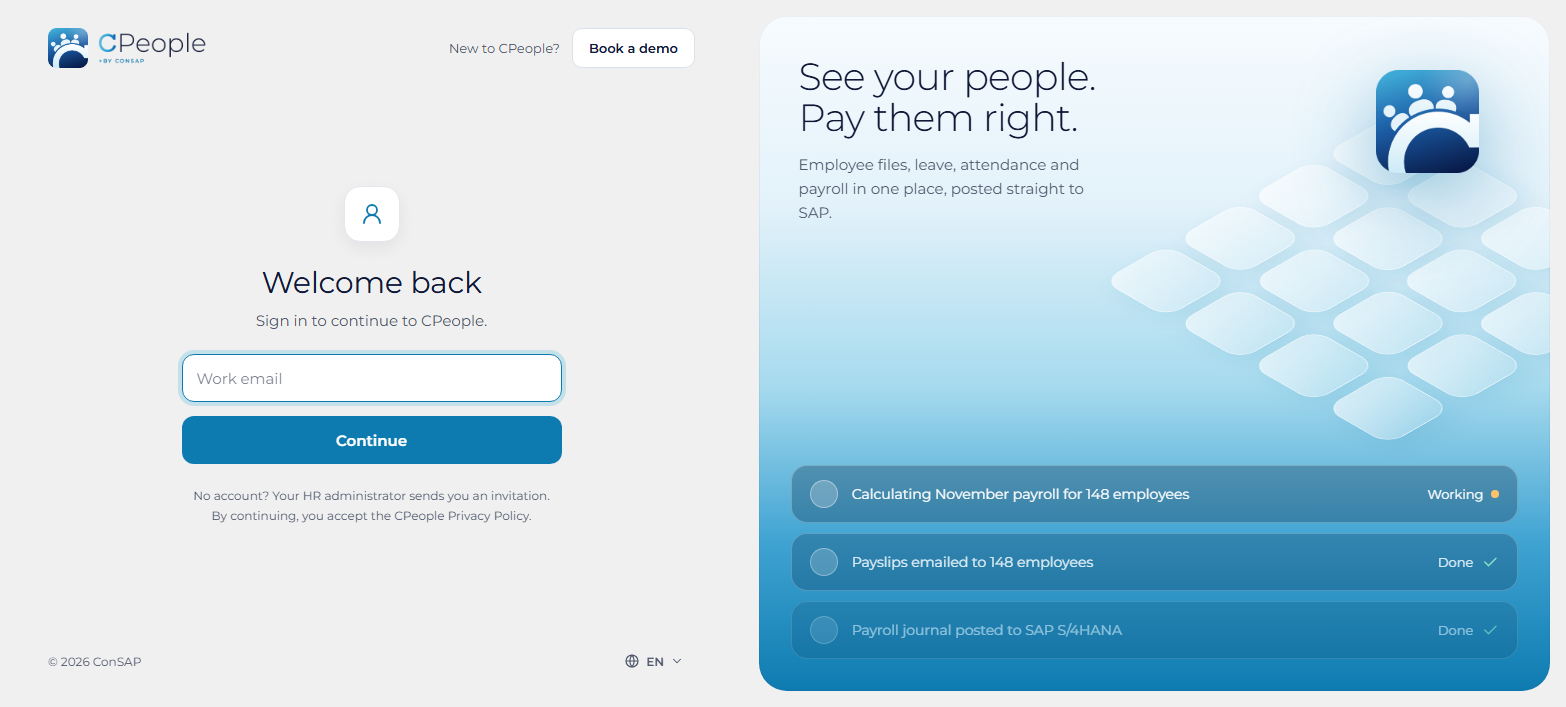 CPeople
BY CONSAP
New to CPeople?
Book a demo
Welcome back
Sign in to continue to CPeople.
Work email
Continue
No account? Your HR administrator sends you an invitation.
By continuing, you accept the CPeople Privacy Policy.
© 2026 ConSAP
EN
See your people.
Pay them right.
Employee files, leave, attendance and
payroll in one place, posted straight to
SAP.
Calculating November payroll for 148 employees
Working
Payslips emailed to 148 employees
Done
Payroll journal posted to SAP S/4HANA
Done